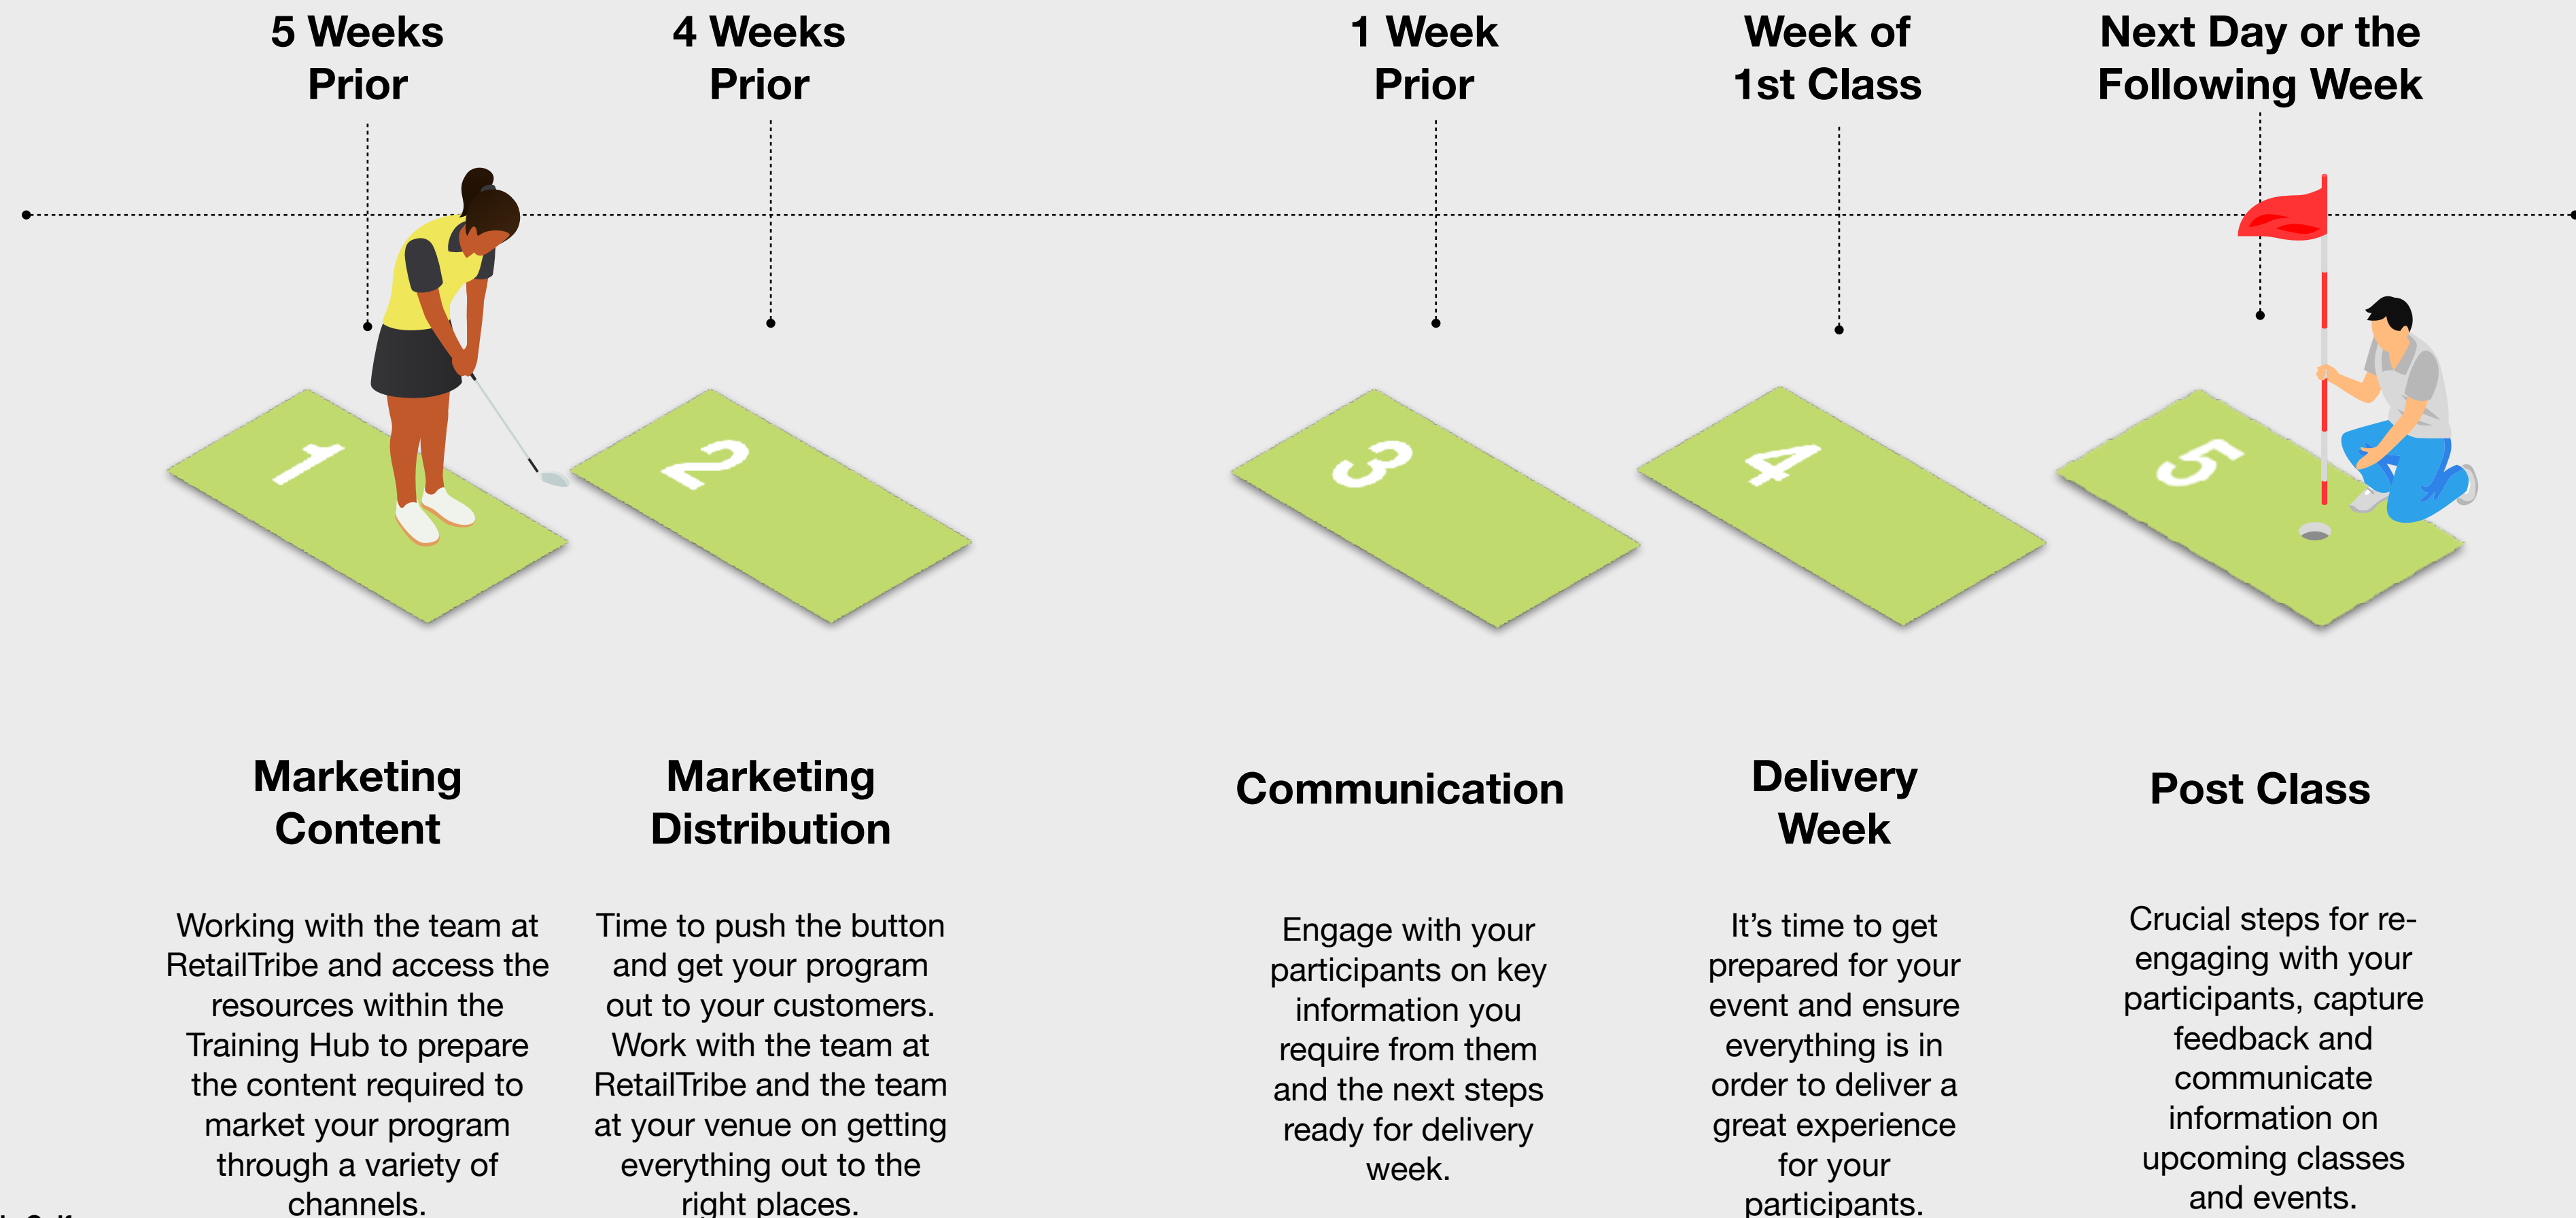 5 Weeks
Prior
4 Weeks
Prior
1 Week
Prior
Week of
1st Class
Next Day or the
Following Week
1
2
3
4
5
Marketing
Content
Working with the team at
RetailTribe and access the
resources within the
Training Hub to prepare
the content required to
market your program
through a variety of
channels.
Marketing
Distribution
Time to push the button
and get your program
out to your customers.
Work with the team at
RetailTribe and the team
at your venue on getting
everything out to the
right places.
Communication
Engage with your
participants on key
information you
require from them
and the next steps
ready for delivery
week.
Delivery
Week
It’s time to get
prepared for your
event and ensure
everything is in
order to deliver a
great experience
for your
participants.
Post Class
Crucial steps for re-
engaging with your
participants, capture
feedback and
communicate
information on
upcoming classes
and events.